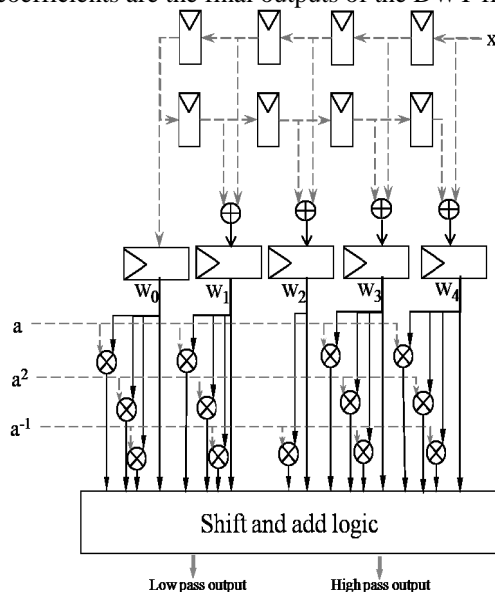 coefficients are the final outputs of the DWT
x
W0 W1 W2 W3 W4
a
a²
a⁻¹
Shift and add logic
Low pass output High pass output